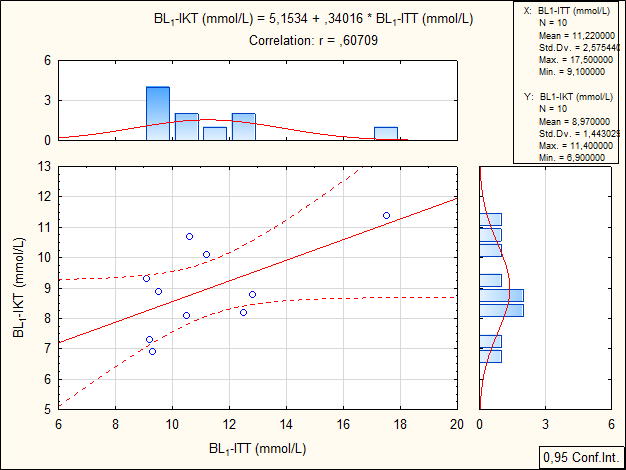 BL1-IKT (mmol/L) = 5,1534 + ,34016 * BL1-ITT (mmol/L)
Correlation: r = ,60709
X: BL1-ITT (mmol/L)
N = 10
Mean = 11,220000
Std.Dv. = 2,575440
Max. = 17,500000
Min. = 9,100000
Y: BL1-IKT (mmol/L)
N = 10
Mean = 8,970000
Std.Dv. = 1,443029
Max. = 11,400000
Min. = 6,900000
6
3
0
13
12
11
10
9
8
7
6
5
BL1-IKT (mmol/L)
6 8 10 12 14 16 18 20
BL1-ITT (mmol/L)
0 3 6
0,95 Conf.Int.